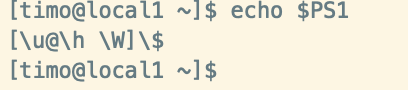 [timo@local1 ~]$ echo $PS1
[\u@\h \W]\$
[timo@local1 ~]$